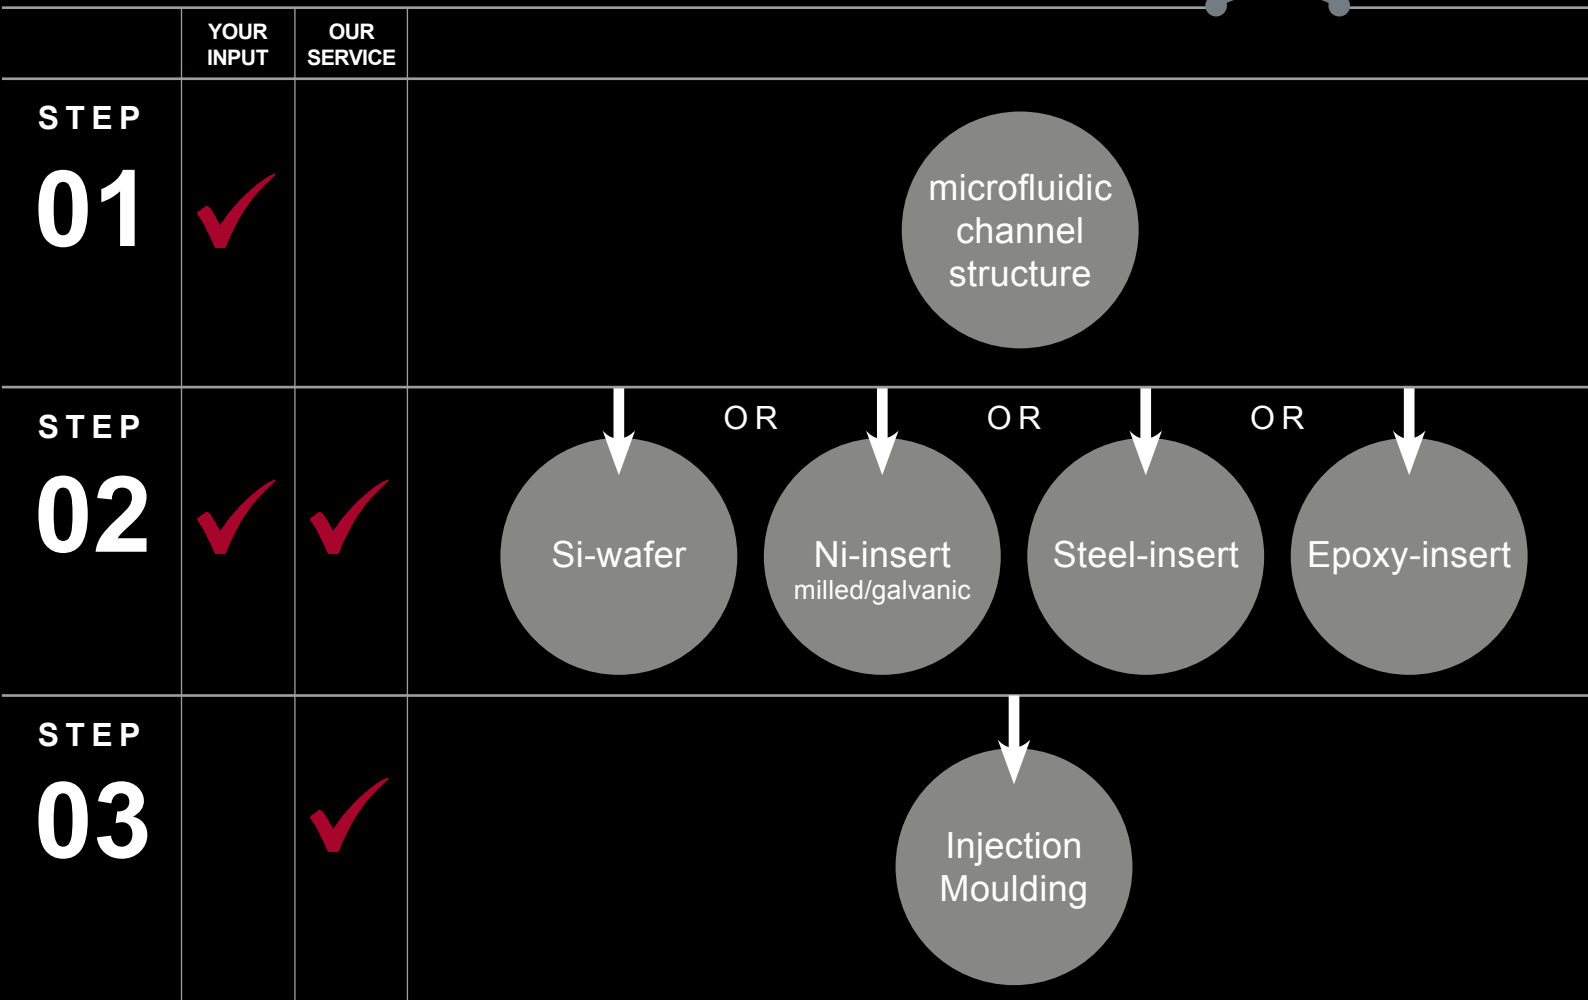 YOUR
INPUT
OUR
SERVICE
STEP
01
microfluidic
channel
structure
STEP
02
OR
OR
OR
Si-wafer
Ni-insert
milled/galvanic
Steel-insert
Epoxy-insert
STEP
03
Injection
Moulding